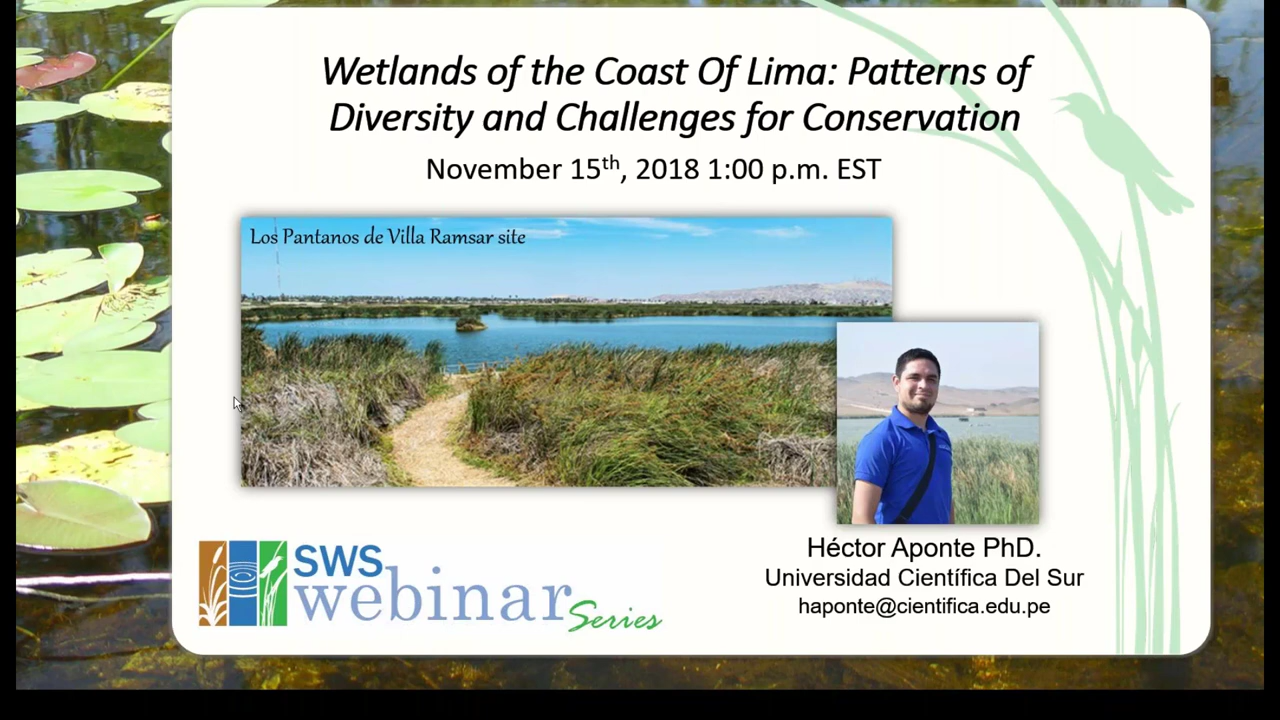 Wetlands of the Coast Of Lima: Patterns of
Diversity and Challenges for Conservation
November 15th, 2018 1:00 p.m. EST
Los Pantanos de Villa Ramsar site
SWS
webinar Series
Héctor Aponte PhD.
Universidad Científica Del Sur
haponte@cientifica.edu.pe